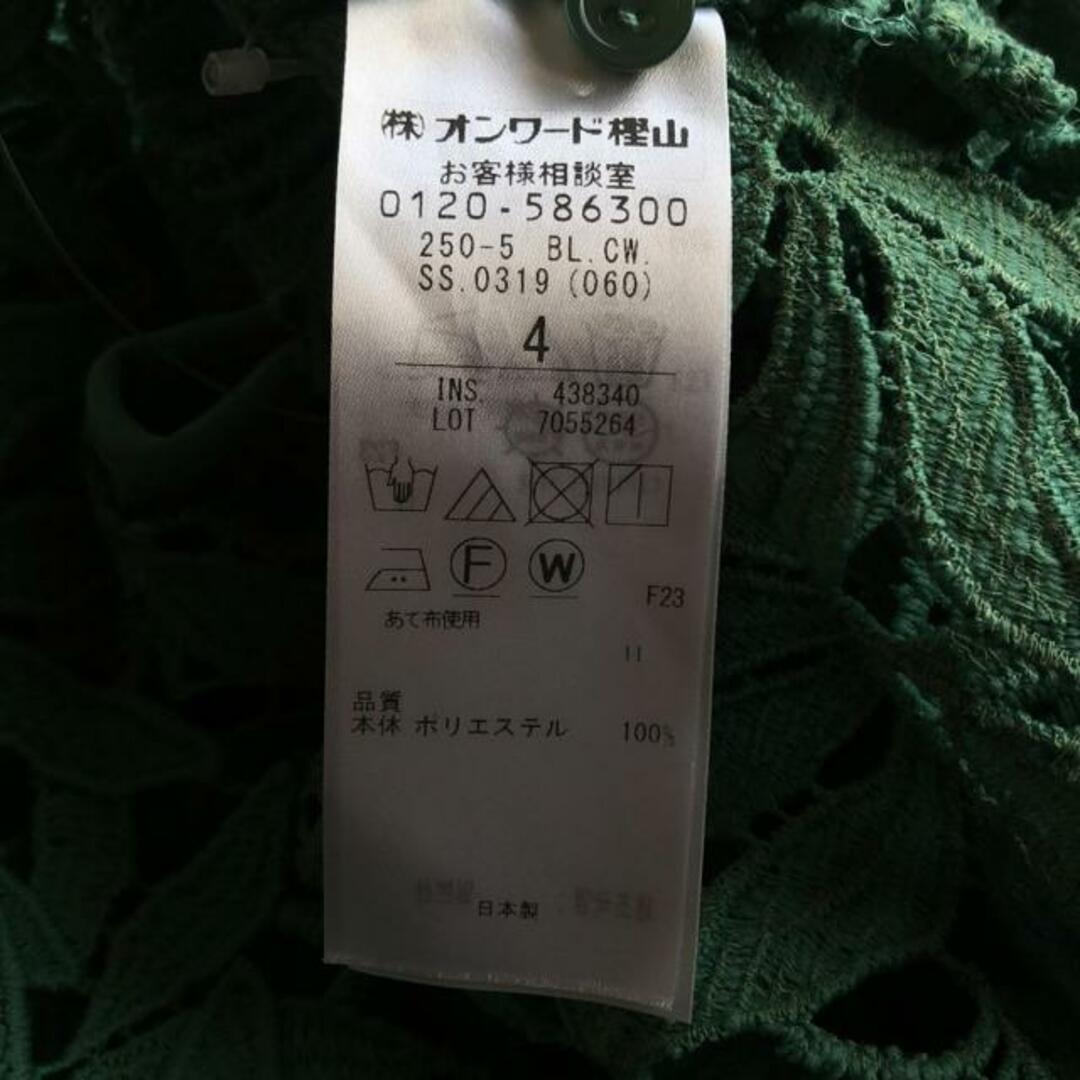 ㈱オンワード樫山
お客様相談室
0120-586300
250-5 BL.CW.
SS.0319 (060)
4
INS. 438340
LOT 7055264
F W
あて布使用
F23
11
品質
本体 ポリエステル 100%
日本製